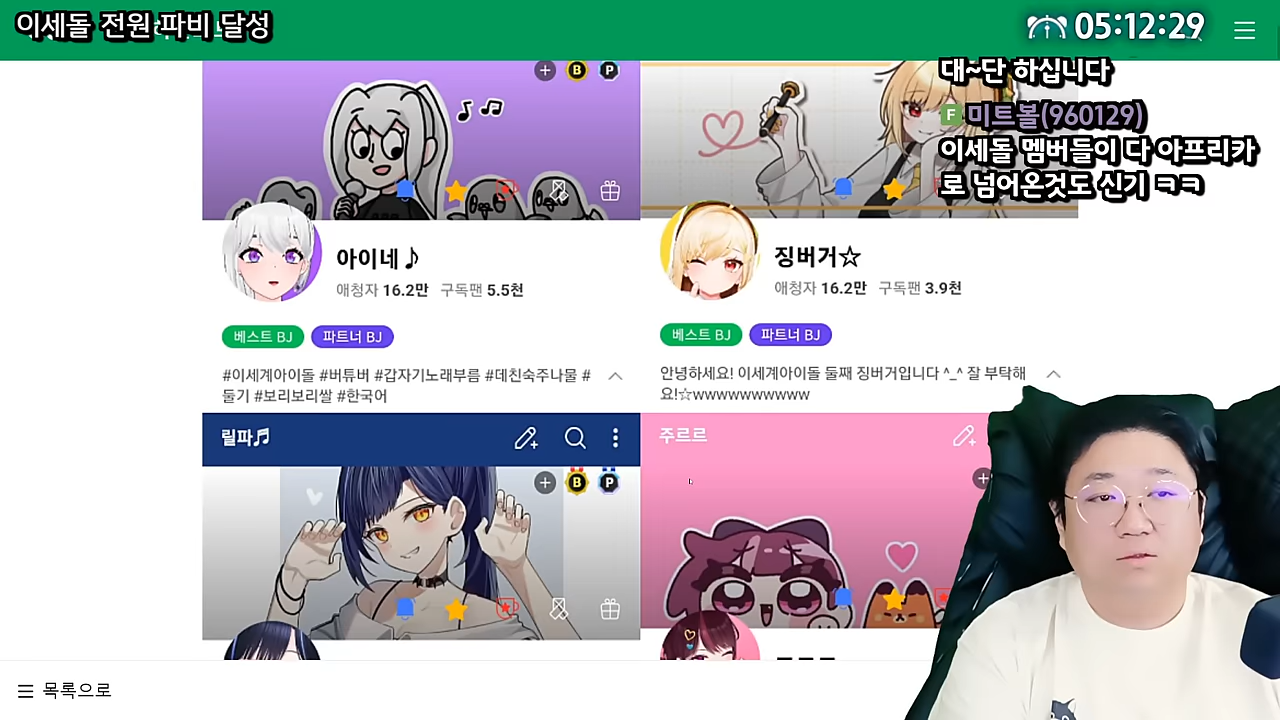 이세돌 전원 파비 달성
05:12:29
대~단 하십니다
F 미트볼(960129)
이세돌 멤버들이 다 아프리카
로 넘어온것도 신기 ㅋㅋ
B P
아이네♪
애청자 16.2만 구독팬 5.5천
베스트 BJ 파트너 BJ
#이세계아이돌 #버튜버 #갑자기노래부름 #데친숙주나물 #
둘기 #보리보리쌀 #한국어
징버거☆
애청자 16.2만 구독팬 3.9천
베스트 BJ 파트너 BJ
안녕하세요! 이세계아이돌 둘째 징버거입니다 ^_^ 잘 부탁해
요!☆wwwwwwwwww
릴파♬
B P
주르르
목록으로